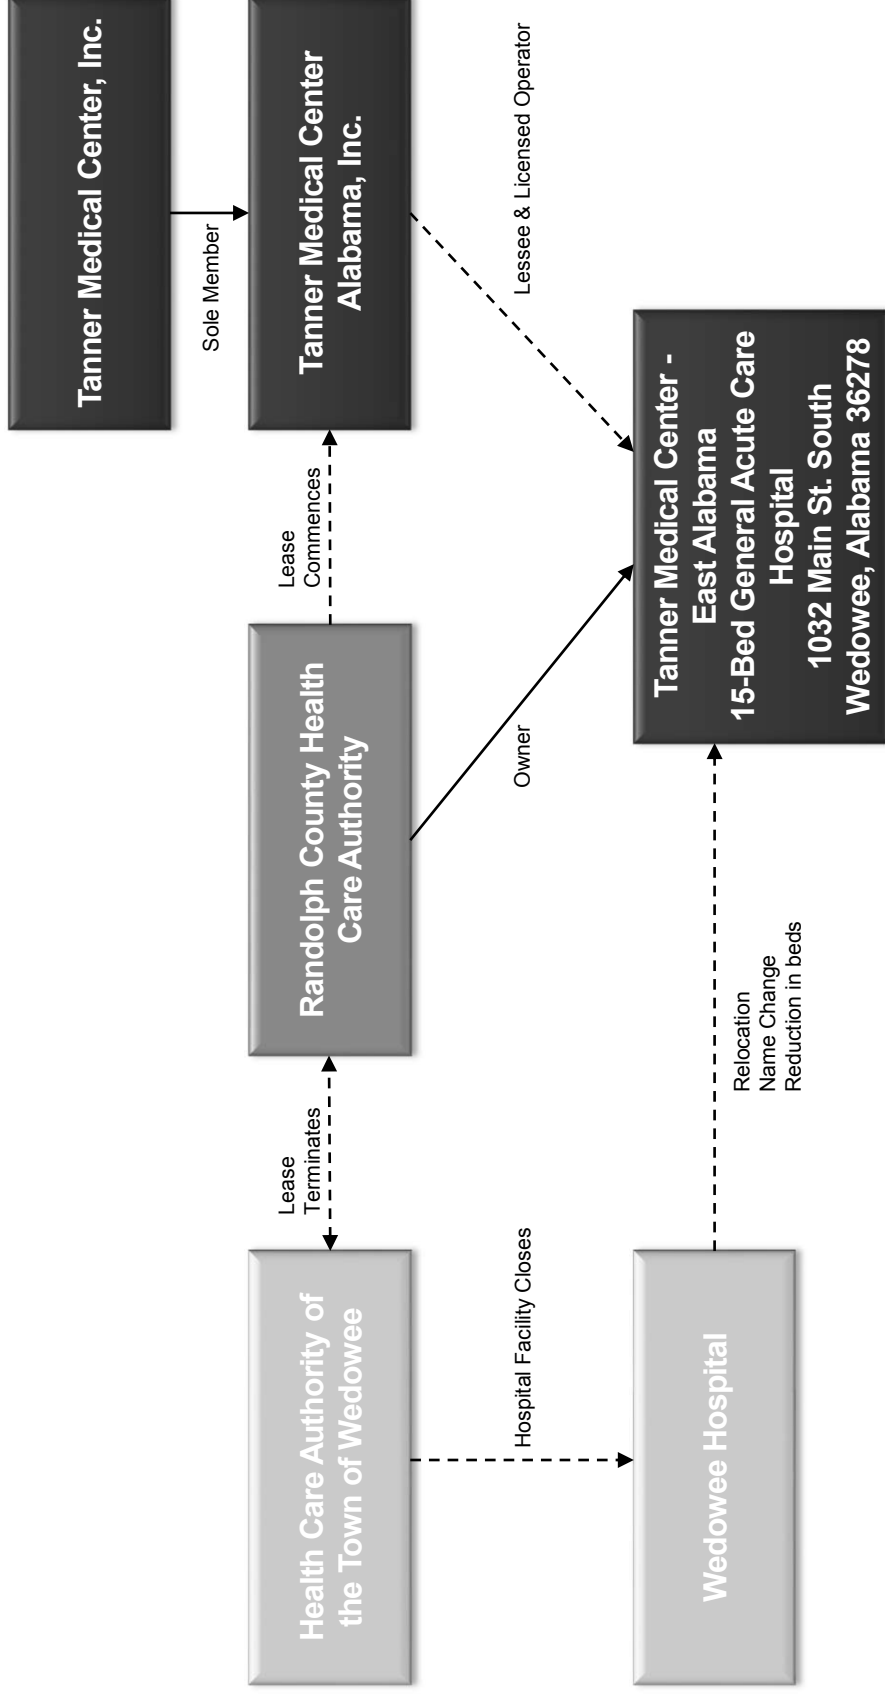 Tanner Medical Center, Inc.
Sole Member
Health Care Authority of
the Town of Wedowee
Lease
Terminates
Randolph County Health
Care Authority
Lease
Commences
Tanner Medical Center
Alabama, Inc.
Hospital Facility Closes
Owner
Lessee & Licensed Operator
Wedowee Hospital
Relocation
Name Change
Reduction in beds
Tanner Medical Center -
East Alabama
15-Bed General Acute Care
Hospital
1032 Main St. South
Wedowee, Alabama 36278